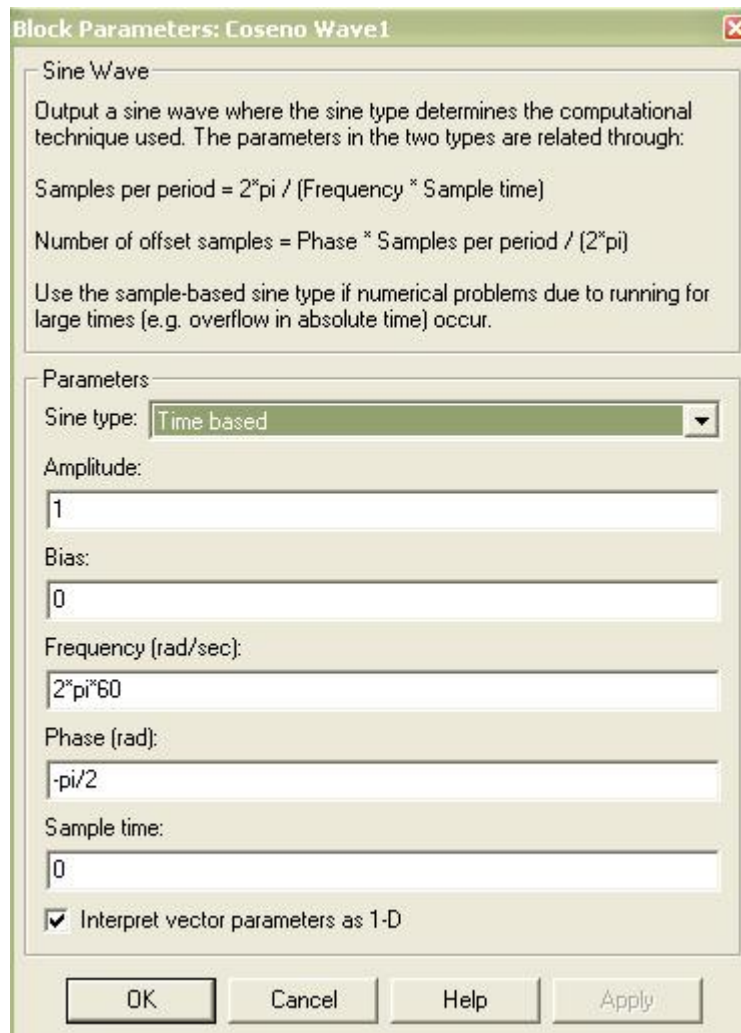 Block Parameters: Coseno Wave1
Sine Wave
Output a sine wave where the sine type determines the computational
technique used. The parameters in the two types are related through:
Samples per period = 2*pi / (Frequency * Sample time)
Number of offset samples = Phase * Samples per period / (2*pi)
Use the sample-based sine type if numerical problems due to running for
large times (e.g. overflow in absolute time) occur.
Parameters
Sine type: Time based
Amplitude:
1
Bias:
0
Frequency (rad/sec):
2*pi*60
Phase (rad):
-pi/2
Sample time:
0
Interpret vector parameters as 1-D
OK Cancel Help Apply